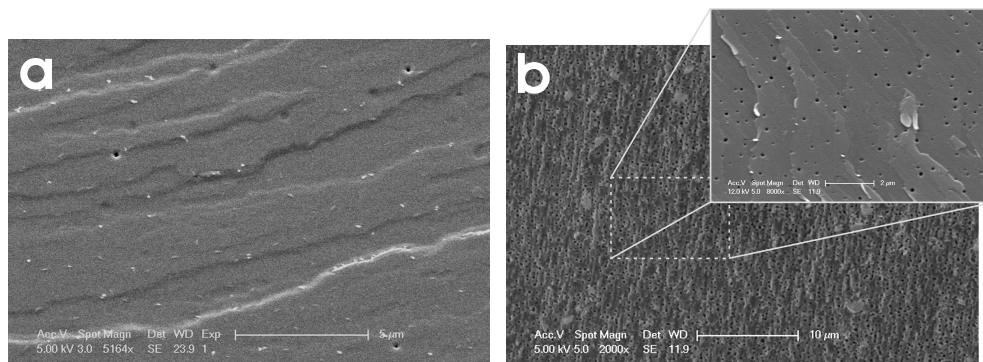 a
Acc.V Spot Magn Det WD Exp
5.00 kV 3.0 5164x SE 23.9 1
5 µm
b
Acc.V Spot Magn Det WD
12.0 kV 5.0 8000x SE 11.9
2 µm
Acc.V Spot Magn Det WD
5.00 kV 5.0 2000x SE 11.9
10 µm